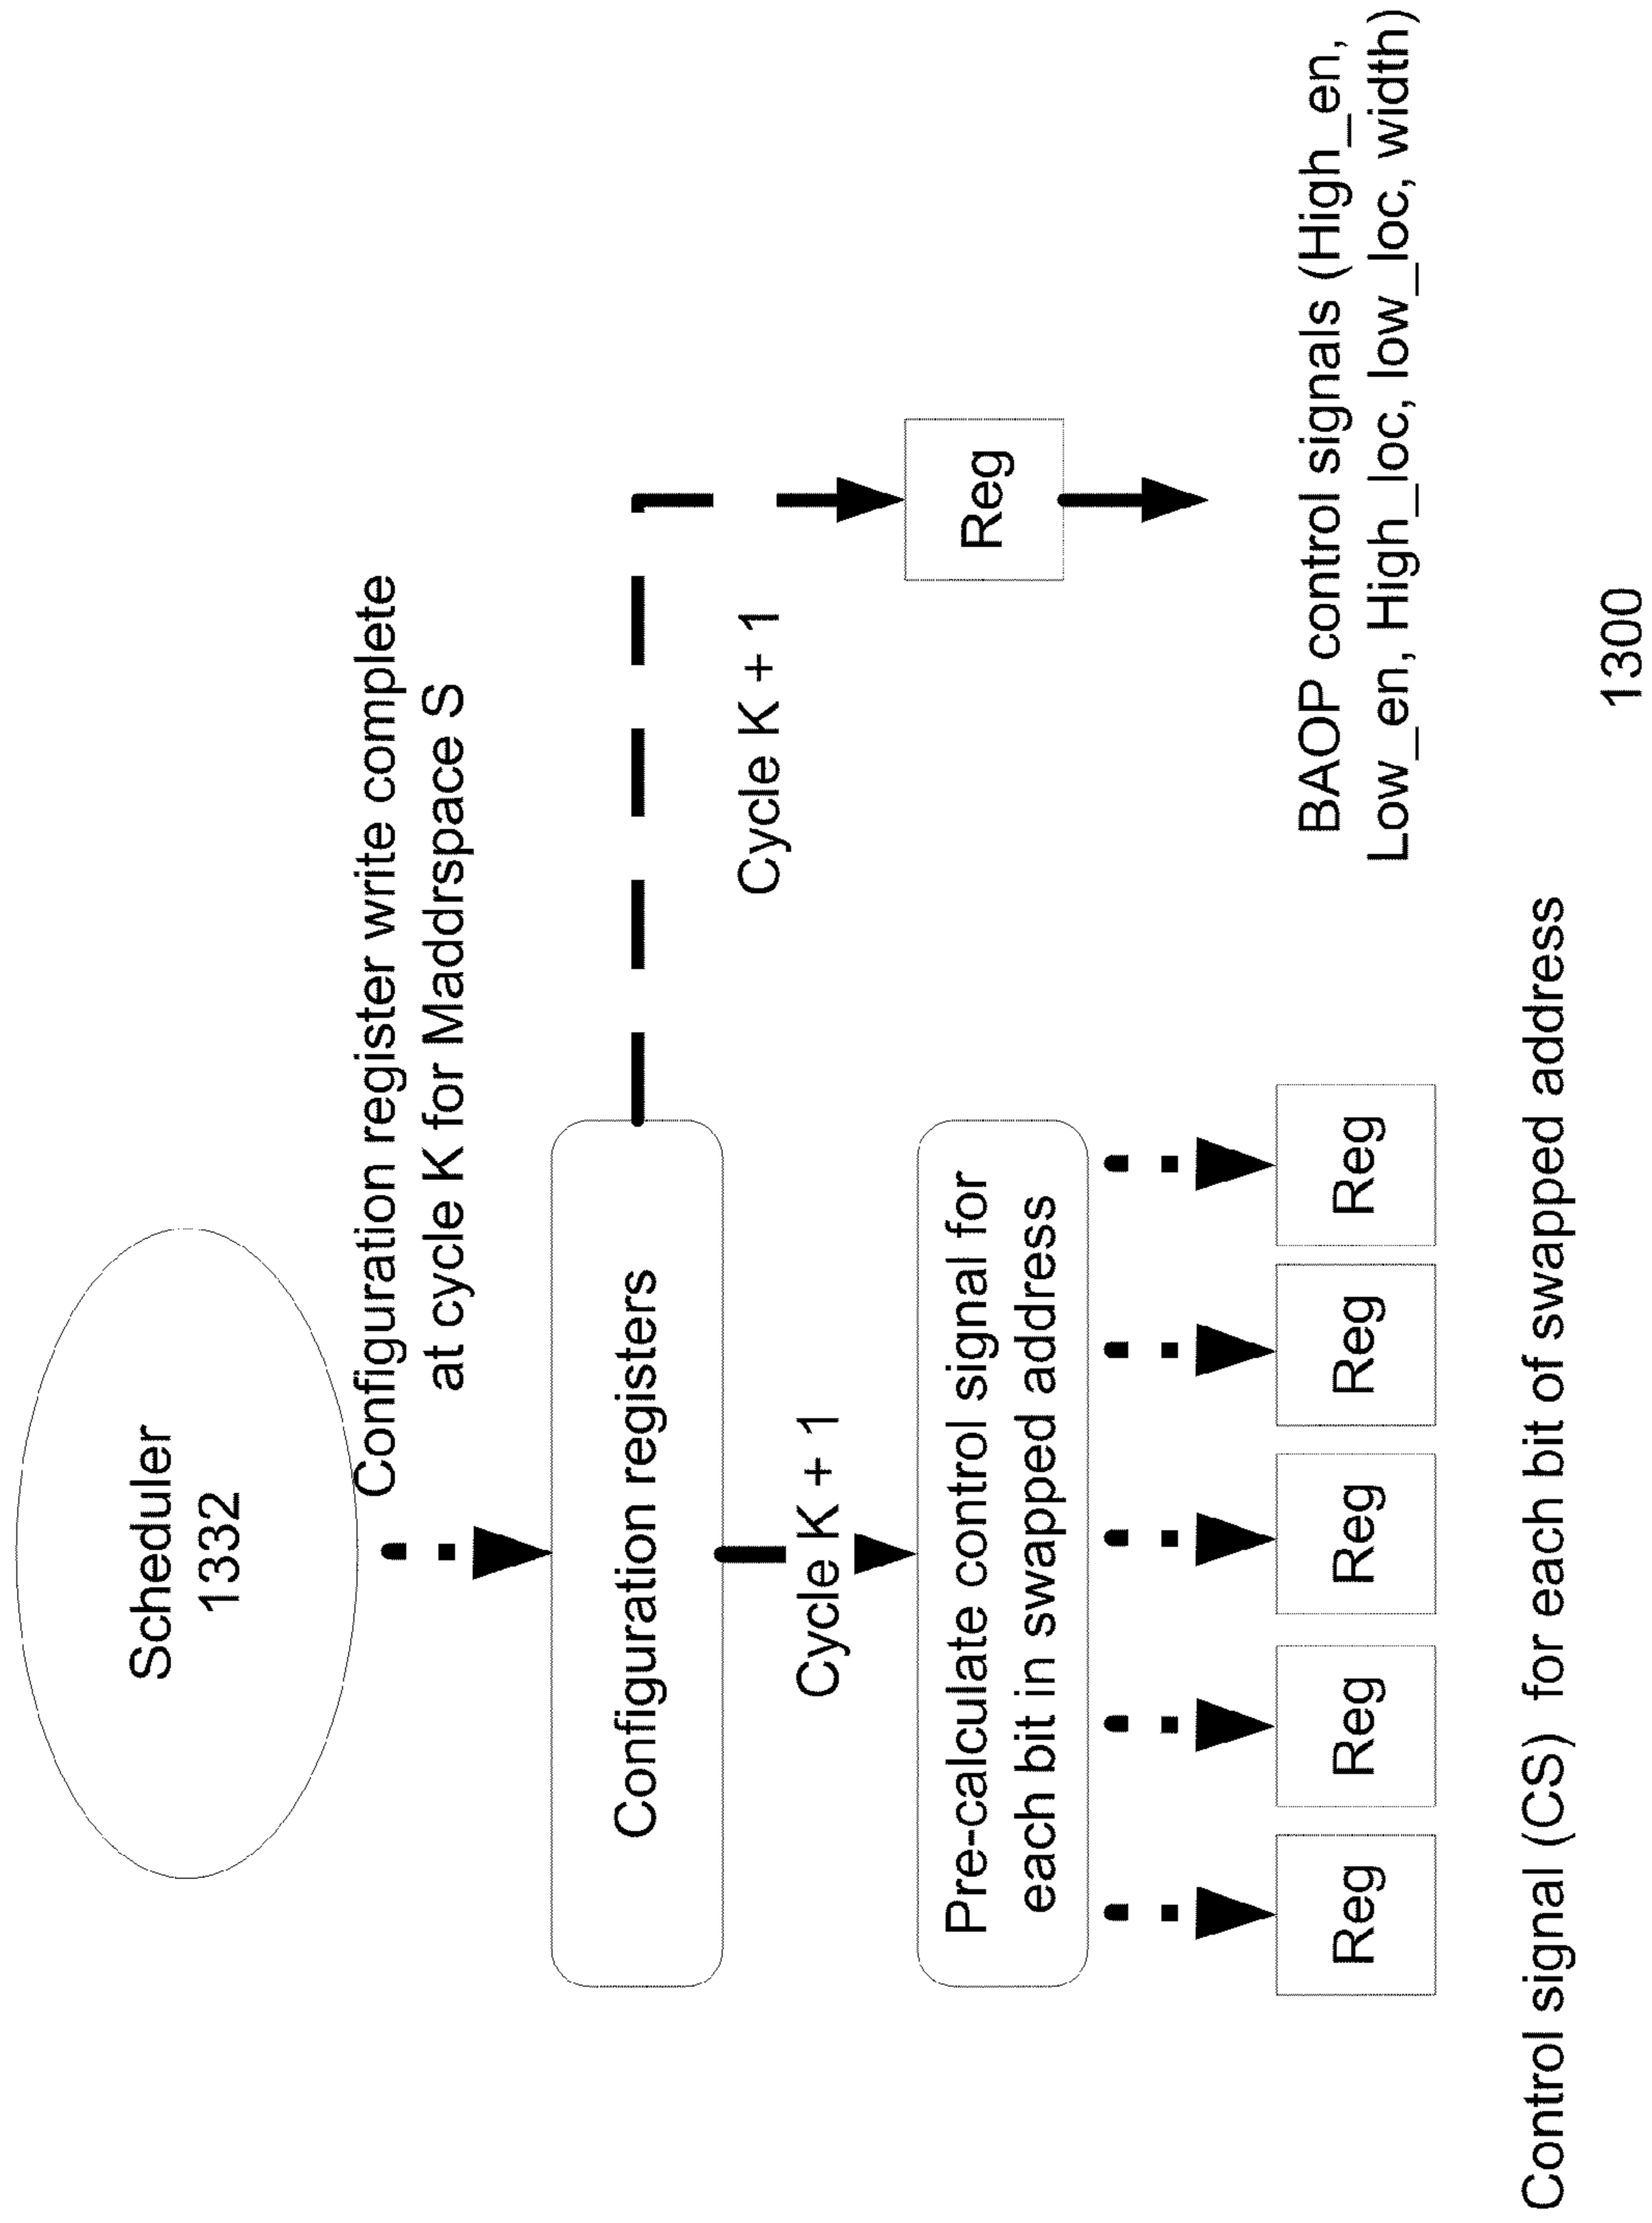 Scheduler
1332
Configuration register write complete
at cycle K for Maddrspace S
Configuration registers
Cycle K + 1
Cycle K + 1
Pre-calculate control signal for
each bit in swapped address
Reg
Reg
Reg
Reg
Reg
Reg
BAOP control signals (High_en,
Low_en, High_loc, low_loc, width)
Control signal (CS) for each bit of swapped address
1300